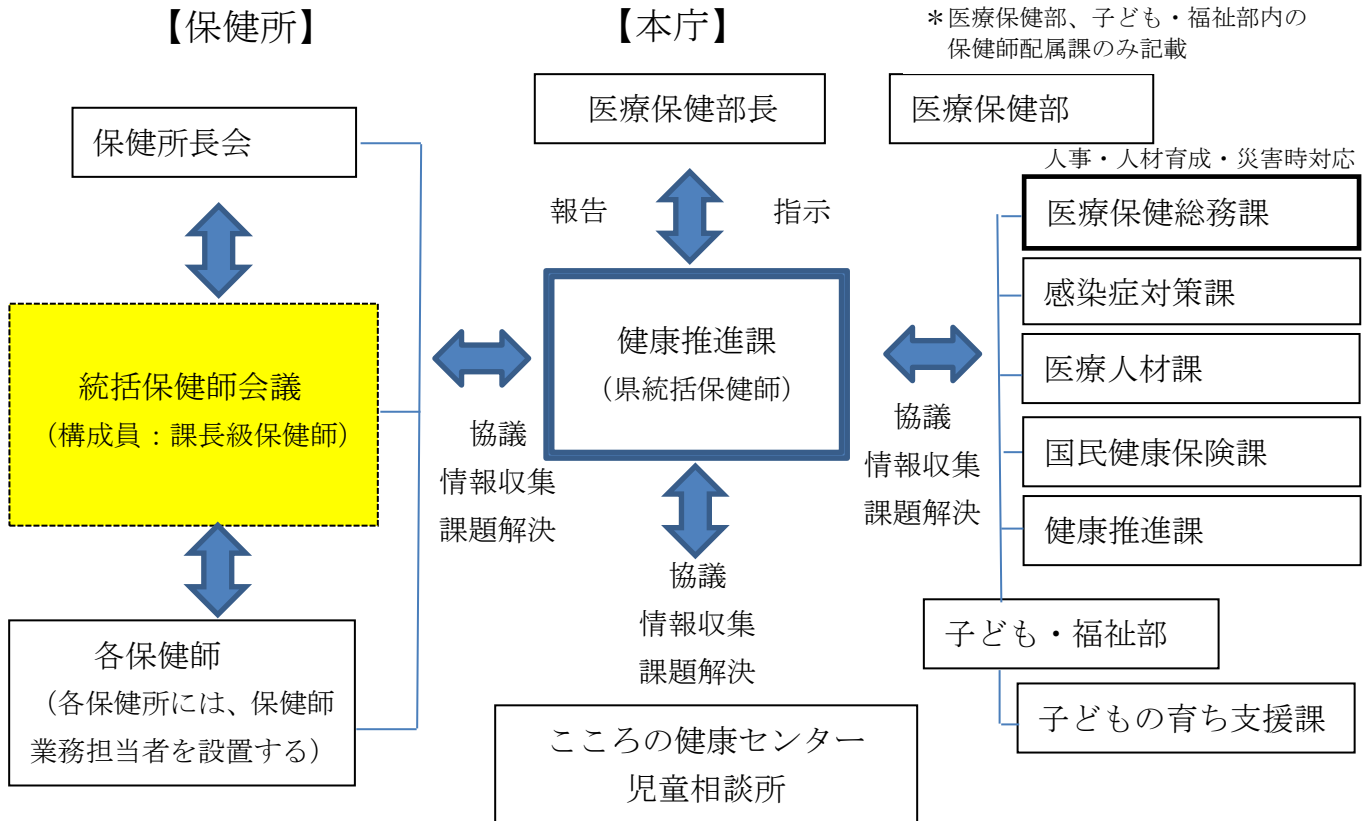 【保健所】
【本庁】
＊医療保健部、子ども・福祉部内の
保健師配属課のみ記載
保健所長会
統括保健師会議
（構成員：課長級保健師）
各保健師
（各保健所には、保健師
業務担当者を設置する）
医療保健部長
報告
指示
健康推進課
（県統括保健師）
協議
情報収集
課題解決
協議
情報収集
課題解決
こころの健康センター
児童相談所
協議
情報収集
課題解決
医療保健部
人事・人材育成・災害時対応
医療保健総務課
感染症対策課
医療人材課
国民健康保険課
健康推進課
子ども・福祉部
子どもの育ち支援課